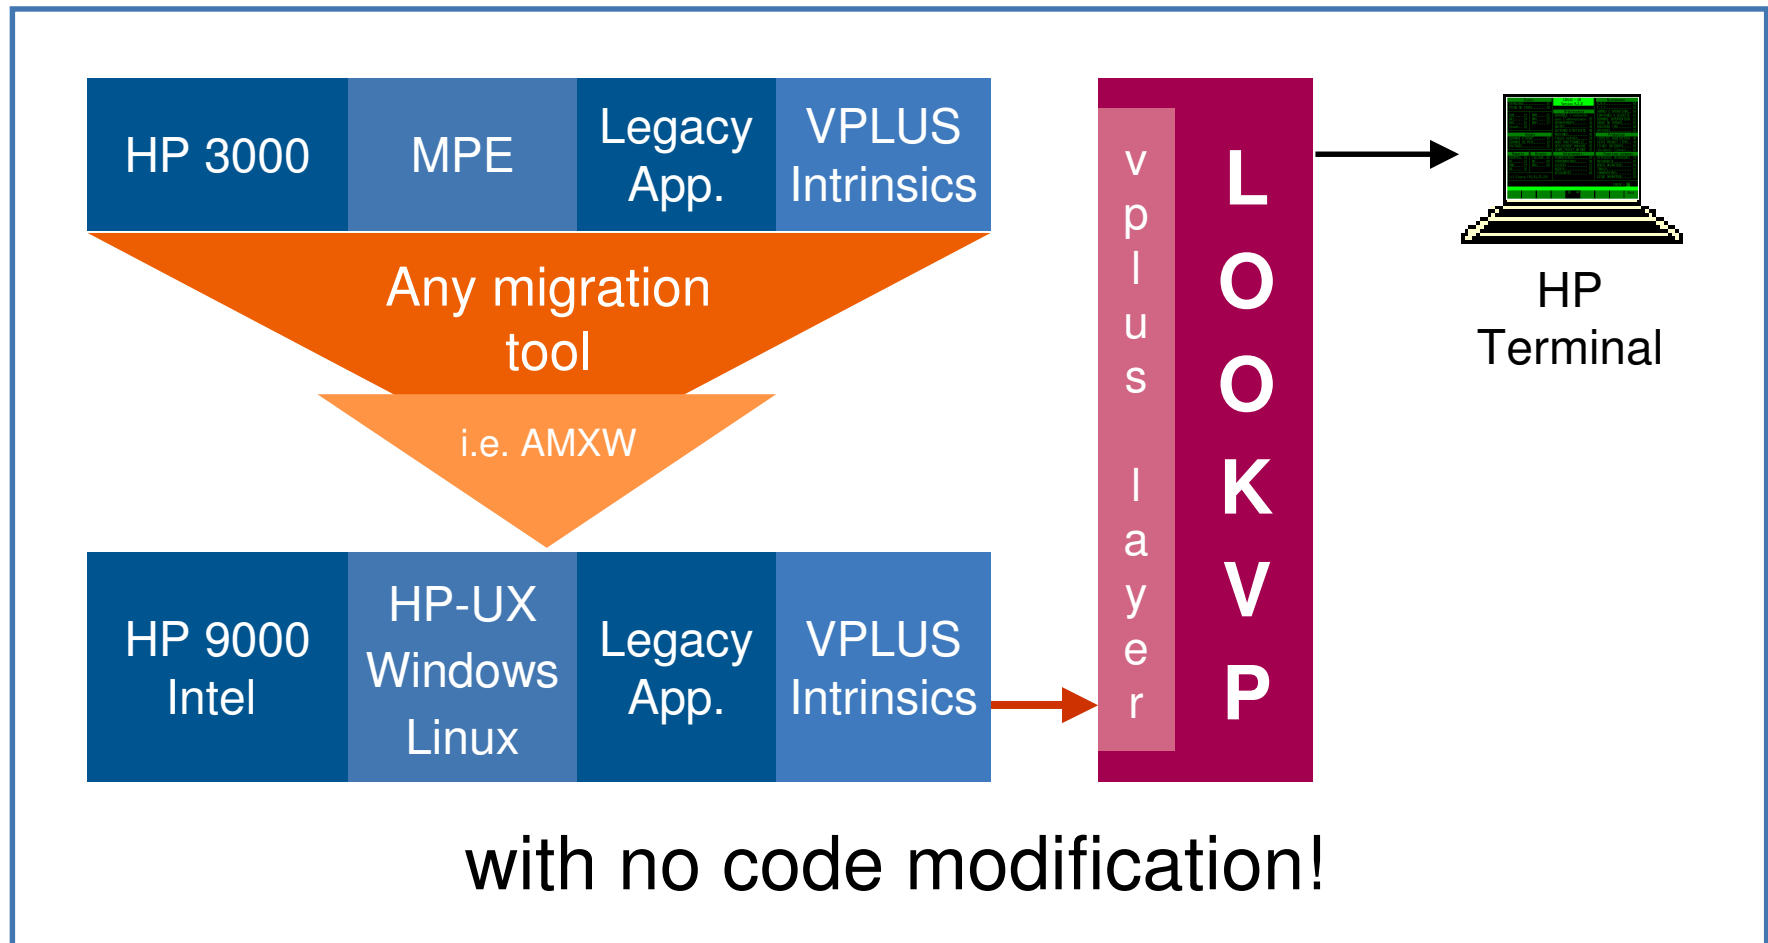 HP 3000
MPE
Legacy
App.
VPLUS
Intrinsics
Any migration
tool
i.e. AMXW
HP 9000
Intel
HP-UX
Windows
Linux
Legacy
App.
VPLUS
Intrinsics
vplus layer
LOOKVP
HP
Terminal
with no code modification!